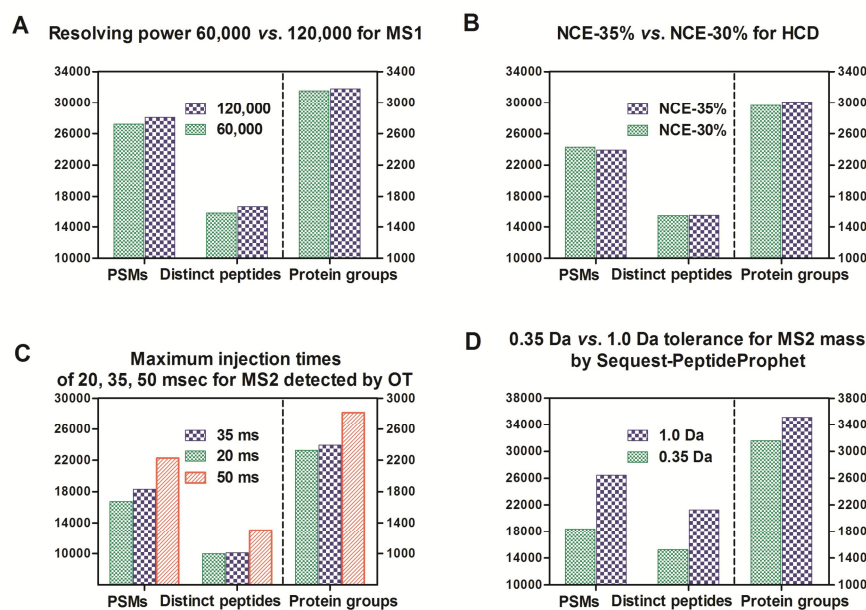 A
Resolving power 60,000 vs. 120,000 for MS1
34000
30000
26000
22000
18000
14000
10000
120,000
60,000
3400
3000
2600
2200
1800
1400
1000
PSMs
Distinct peptides
Protein groups
B
NCE-35% vs. NCE-30% for HCD
34000
30000
26000
22000
18000
14000
10000
NCE-35%
NCE-30%
3400
3000
2600
2200
1800
1400
1000
PSMs
Distinct peptides
Protein groups
C
Maximum injection times
of 20, 35, 50 msec for MS2 detected by OT
30000
26000
22000
18000
14000
10000
35 ms
20 ms
50 ms
3000
2600
2200
1800
1400
1000
PSMs
Distinct peptides
Protein groups
D
0.35 Da vs. 1.0 Da tolerance for MS2 mass
by Sequest-PeptideProphet
38000
34000
30000
26000
22000
18000
14000
10000
1.0 Da
0.35 Da
3800
3400
3000
2600
2200
1800
1400
1000
PSMs
Distinct peptides
Protein groups